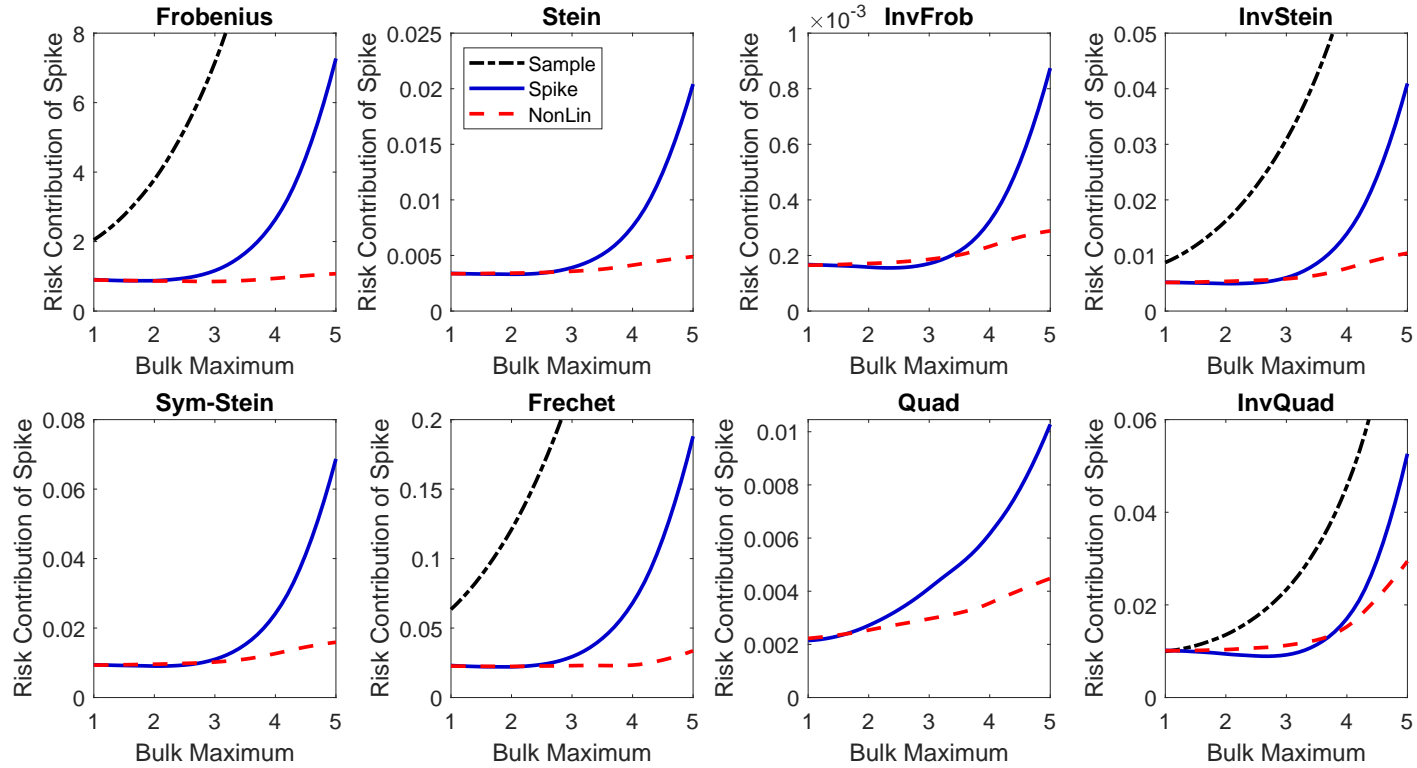 Frobenius
Risk Contribution of Spike
8
6
4
2
0
1 2 3 4 5
Bulk Maximum
Stein
Risk Contribution of Spike
0.025
0.02
0.015
0.01
0.005
0
Sample
Spike
NonLin
1 2 3 4 5
Bulk Maximum
InvFrob
×10-3
Risk Contribution of Spike
1
0.8
0.6
0.4
0.2
0
1 2 3 4 5
Bulk Maximum
InvStein
Risk Contribution of Spike
0.05
0.04
0.03
0.02
0.01
0
1 2 3 4 5
Bulk Maximum
Sym-Stein
Risk Contribution of Spike
0.08
0.06
0.04
0.02
0
1 2 3 4 5
Bulk Maximum
Frechet
Risk Contribution of Spike
0.2
0.15
0.1
0.05
0
1 2 3 4 5
Bulk Maximum
Quad
Risk Contribution of Spike
0.01
0.008
0.006
0.004
0.002
0
1 2 3 4 5
Bulk Maximum
InvQuad
Risk Contribution of Spike
0.06
0.04
0.02
0
1 2 3 4 5
Bulk Maximum